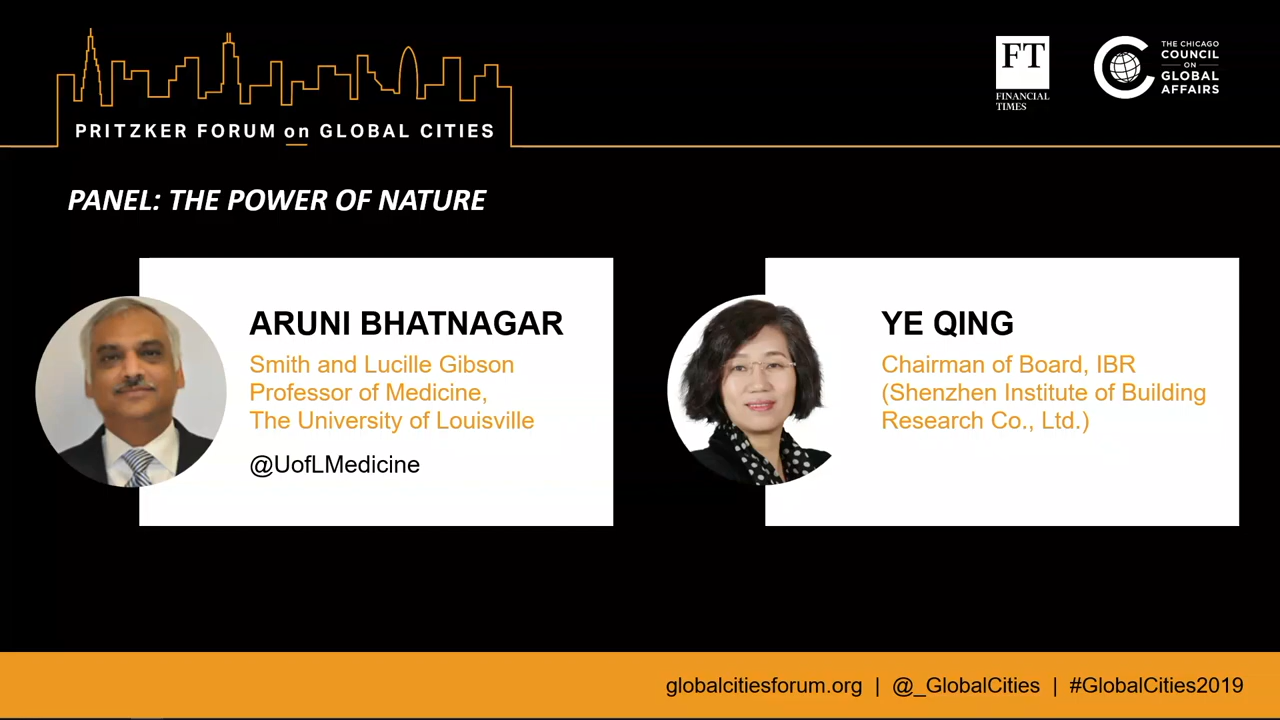 FT
FINANCIAL
TIMES
THE CHICAGO
COUNCIL
ON
GLOBAL
AFFAIRS
PRITZKER FORUM on GLOBAL CITIES
PANEL: THE POWER OF NATURE
ARUNI BHATNAGAR
Smith and Lucille Gibson
Professor of Medicine,
The University of Louisville
@UofLMedicine
YE QING
Chairman of Board, IBR
(Shenzhen Institute of Building
Research Co., Ltd.)
globalcitiesforum.org | @_GlobalCities | #GlobalCities2019